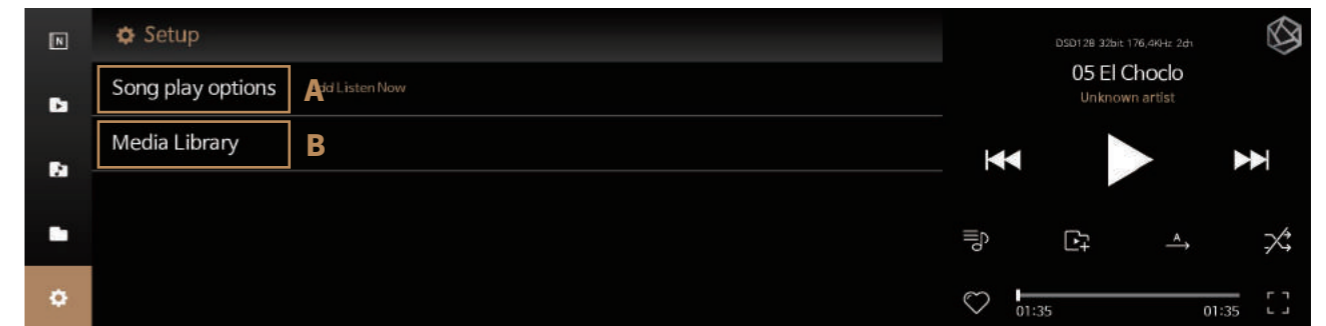 N
Setup
Song play options
A
dd Listen Now
Media Library
B
DSD128 32bit 176.4KHz 2ch
05 El Choclo
Unknown artist
A
01:35
01:35